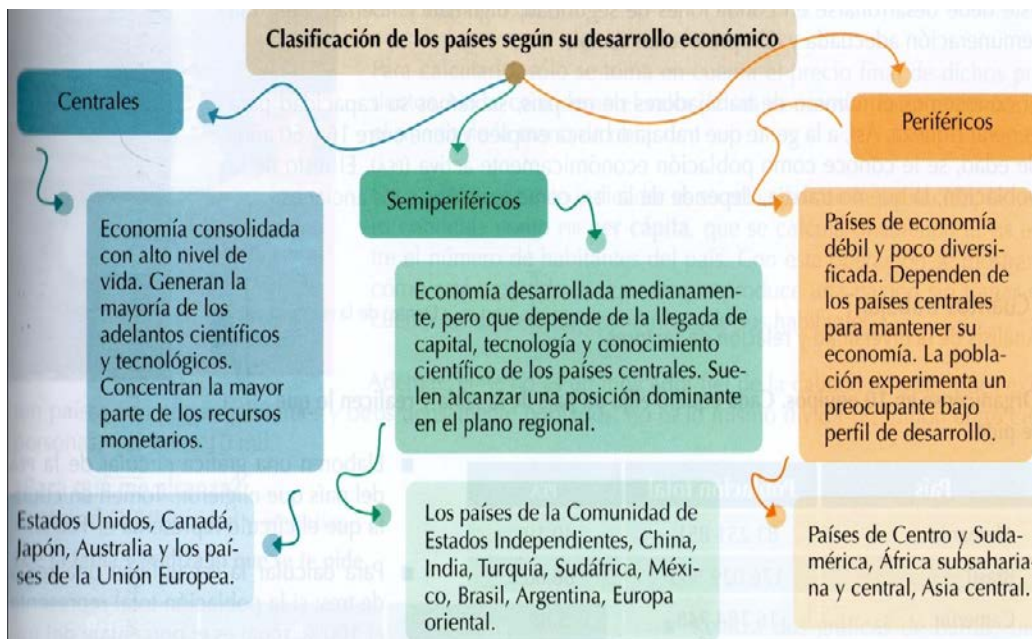 Clasificación de los países según su desarrollo económico
Centrales
Economía consolidada
con alto nivel de
vida. Generan la
mayoría de los
adelantos científicos
y tecnológicos.
Concentran la mayor
parte de los recursos
monetarios.
Estados Unidos, Canadá,
Japón, Australia y los paí-
ses de la Unión Europea.
Semiperiféricos
Economía desarrollada medianamen-
te, pero que depende de la llegada de
capital, tecnología y conocimiento
científico de los países centrales. Sue-
len alcanzar una posición dominante
en el plano regional.
Los países de la Comunidad de
Estados Independientes, China,
India, Turquía, Sudáfrica, Méxi-
co, Brasil, Argentina, Europa
oriental.
Periféricos
Países de economía
débil y poco diversi-
ficada. Dependen de
los países centrales
para mantener su
economía. La pobla-
ción experimenta un
preocupante bajo
perfil de desarrollo.
Países de Centro y Suda-
mérica, África subsaharia-
na y central, Asia central.